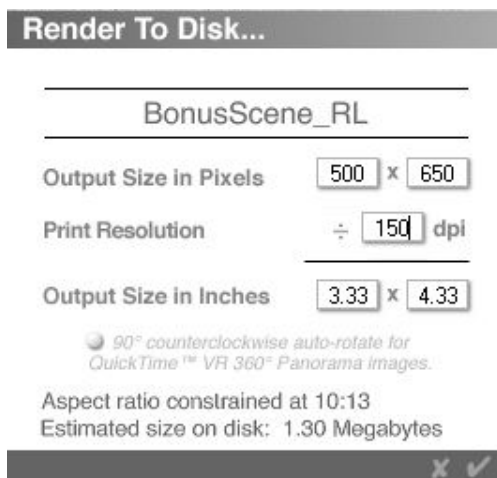 Render To Disk...
BonusScene_RL
Output Size in Pixels 500 x 650
Print Resolution ÷ 150 dpi
Output Size in Inches 3.33 x 4.33
90° counterclockwise auto-rotate for
QuickTime™ VR 360° Panorama images.
Aspect ratio constrained at 10:13
Estimated size on disk: 1.30 Megabytes